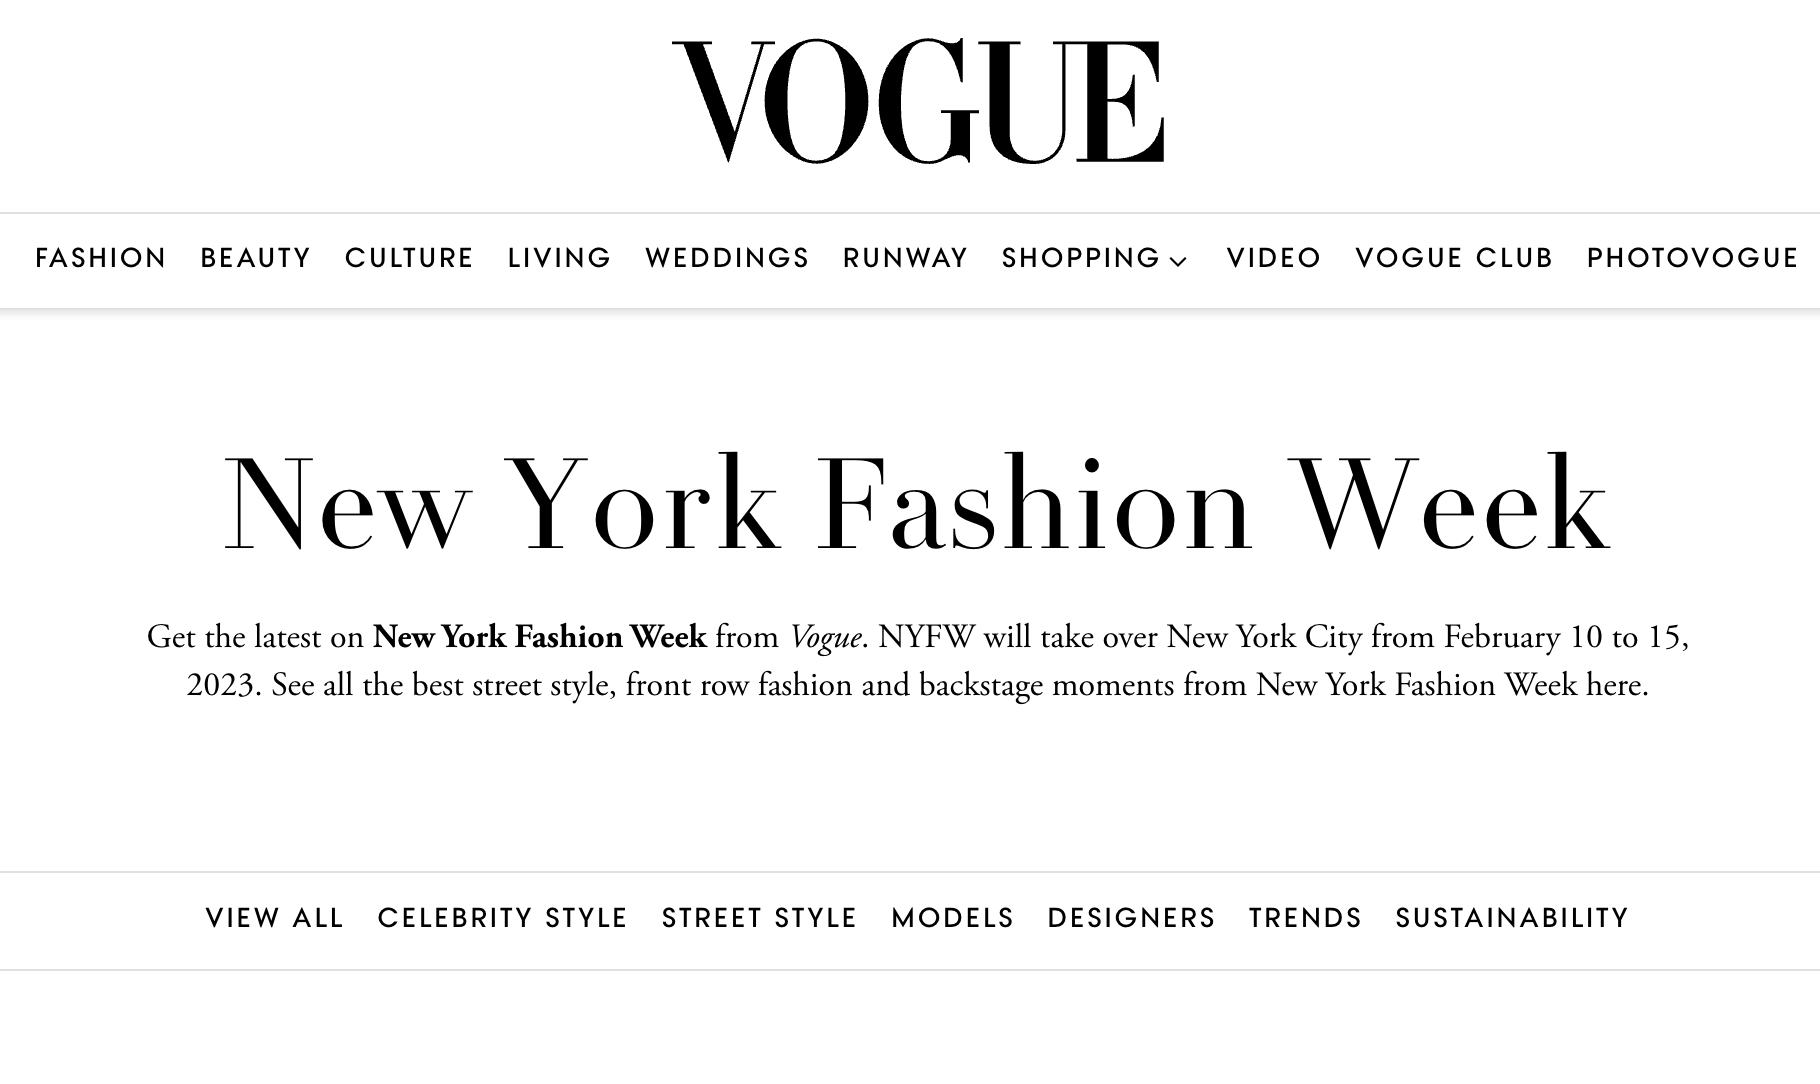 VOGUE
FASHION BEAUTY CULTURE LIVING WEDDINGS RUNWAY SHOPPING VIDEO VOGUE CLUB PHOTOVOGUE
New York Fashion Week
Get the latest on New York Fashion Week from Vogue. NYFW will take over New York City from February 10 to 15,
2023. See all the best street style, front row fashion and backstage moments from New York Fashion Week here.
VIEW ALL CELEBRITY STYLE STREET STYLE MODELS DESIGNERS TRENDS SUSTAINABILITY